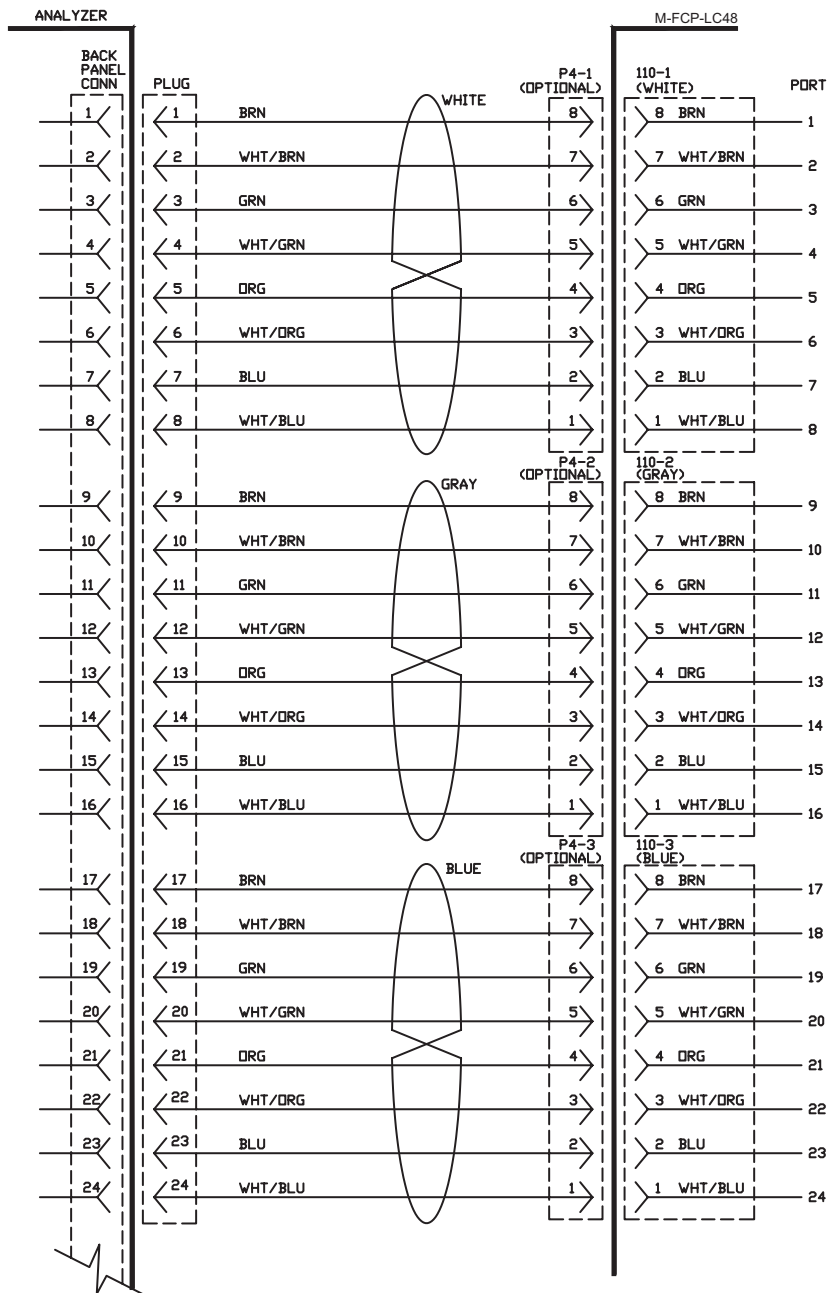 ANALYZER M-FCP-LC48
BACK PANEL CONN PLUG P4-1 (OPTIONAL) 110-1 (WHITE) PORT
WHITE
1 1 BRN 8 8 BRN 1
2 2 WHT/BRN 7 7 WHT/BRN 2
3 3 GRN 6 6 GRN 3
4 4 WHT/GRN 5 5 WHT/GRN 4
5 5 ORG 4 4 ORG 5
6 6 WHT/ORG 3 3 WHT/ORG 6
7 7 BLU 2 2 BLU 7
8 8 WHT/BLU 1 1 WHT/BLU 8
P4-2 (OPTIONAL) 110-2 (GRAY)
GRAY
9 9 BRN 8 8 BRN 9
10 10 WHT/BRN 7 7 WHT/BRN 10
11 11 GRN 6 6 GRN 11
12 12 WHT/GRN 5 5 WHT/GRN 12
13 13 ORG 4 4 ORG 13
14 14 WHT/ORG 3 3 WHT/ORG 14
15 15 BLU 2 2 BLU 15
16 16 WHT/BLU 1 1 WHT/BLU 16
P4-3 (OPTIONAL) 110-3 (BLUE)
BLUE
17 17 BRN 8 8 BRN 17
18 18 WHT/BRN 7 7 WHT/BRN 18
19 19 GRN 6 6 GRN 19
20 20 WHT/GRN 5 5 WHT/GRN 20
21 21 ORG 4 4 ORG 21
22 22 WHT/ORG 3 3 WHT/ORG 22
23 23 BLU 2 2 BLU 23
24 24 WHT/BLU 1 1 WHT/BLU 24